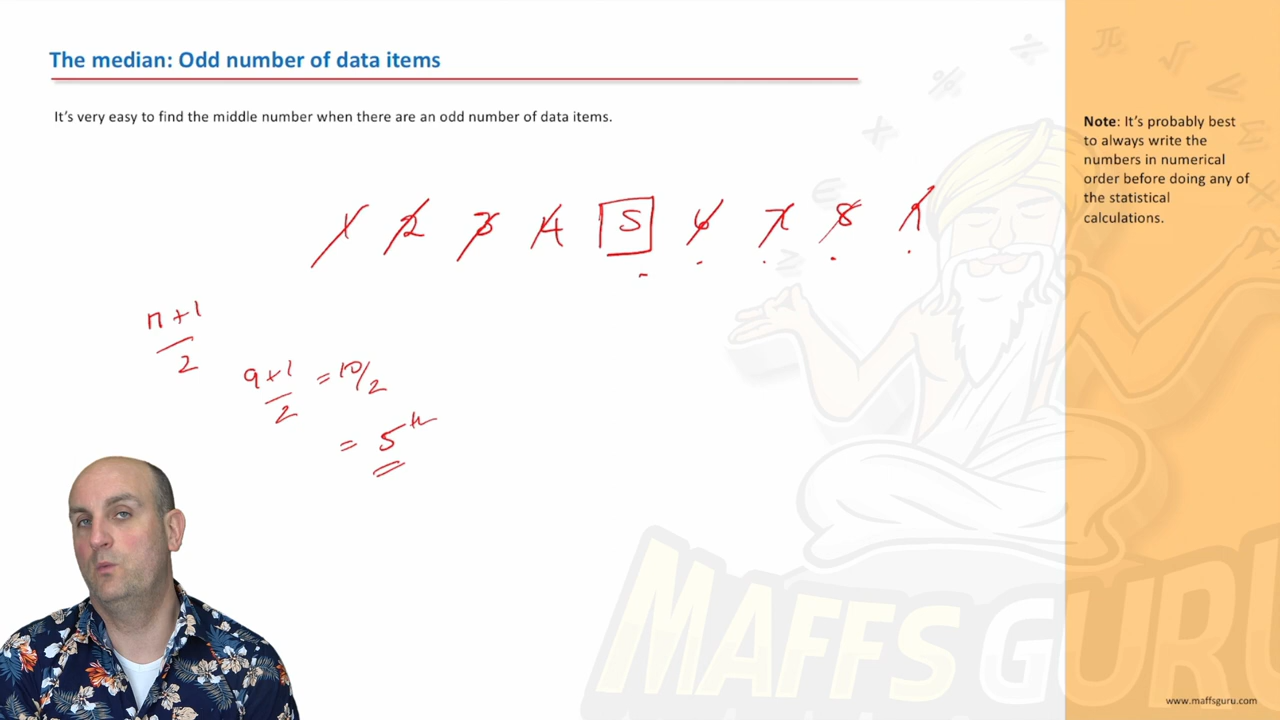 The median: Odd number of data items
It's very easy to find the middle number when there are an odd number of data items.
Note: It's probably best
to always write the
numbers in numerical
order before doing any of
the statistical
calculations.
1 2 3 4 5 6 7 8 9
n+1
2
9+1 = 10/2
2
= 5th
MAFFS GURU
www.maffsguru.com